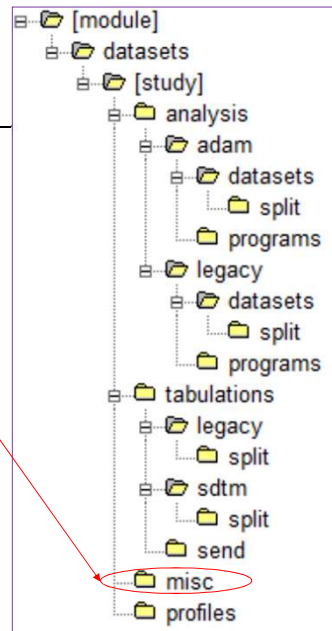 [module]
datasets
[study]
analysis
adam
datasets
split
programs
legacy
datasets
split
programs
tabulations
legacy
split
sdtm
split
send
misc
profiles